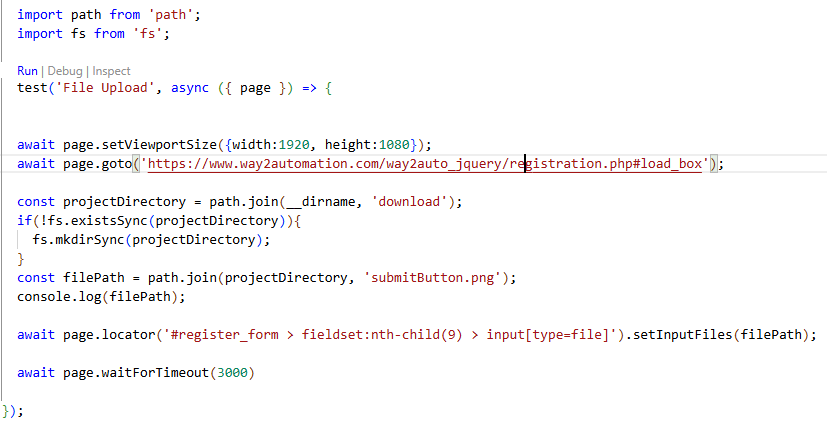 import path from 'path';
import fs from 'fs';
Run | Debug | Inspect
test('File Upload', async ({ page }) => {
await page.setViewportSize({width:1920, height:1080});
await page.goto('https://www.way2automation.com/way2auto_jquery/registration.php#load_box');
const projectDirectory = path.join(__dirname, 'download');
if(!fs.existsSync(projectDirectory)){
fs.mkdirSync(projectDirectory);
}
const filePath = path.join(projectDirectory, 'submitButton.png');
console.log(filePath);
await page.locator('#register_form > fieldset:nth-child(9) > input[type=file]').setInputFiles(filePath);
await page.waitForTimeout(3000)
});